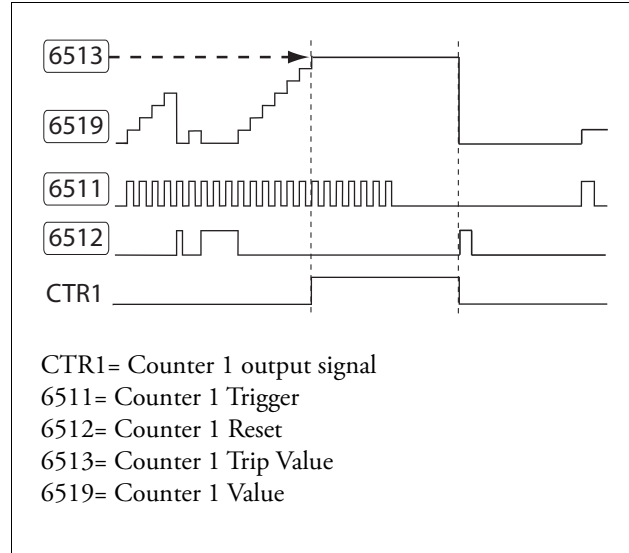 6513
6519
6511
6512
CTR1
CTR1= Counter 1 output signal
6511= Counter 1 Trigger
6512= Counter 1 Reset
6513= Counter 1 Trip Value
6519= Counter 1 Value